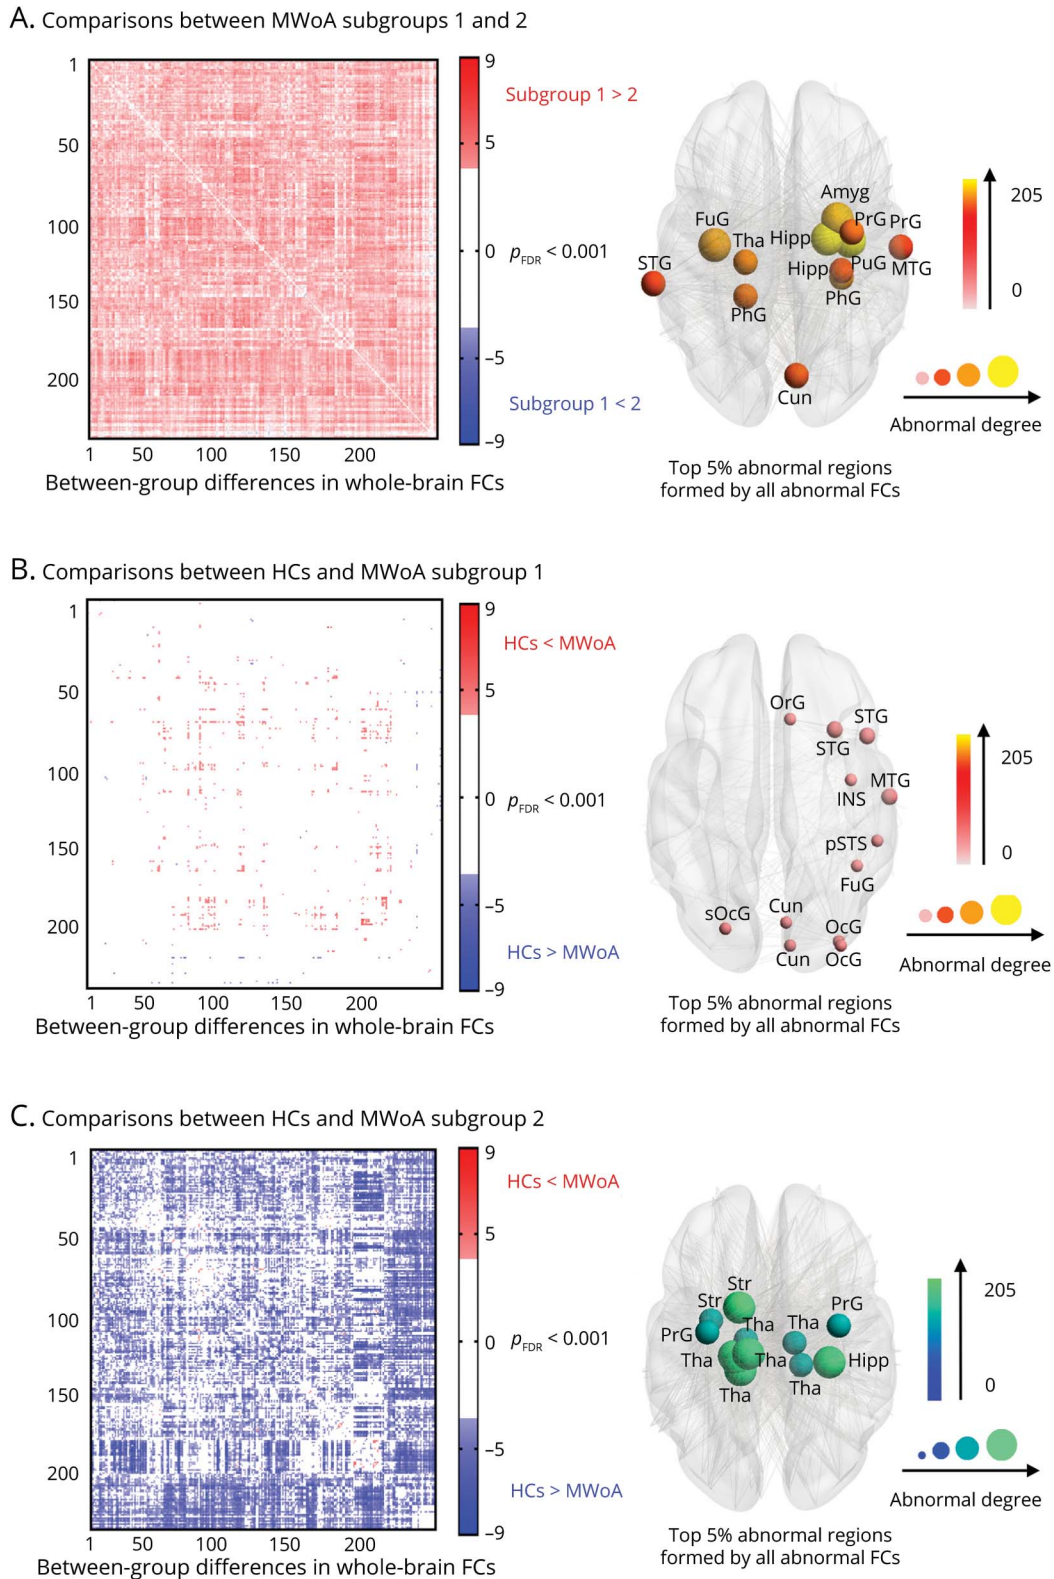 A. Comparisons between MWoA subgroups 1 and 2
1
50
100
150
200
1 50 100 150 200
Between-group differences in whole-brain FCs
9
5
0
–5
–9
Subgroup 1 > 2
pFDR < 0.001
Subgroup 1 < 2
Amyg
FuG
PrG PrG
Tha
Hipp
STG
Hipp
PuG
MTG
PhG
PhG
Cun
205
0
Abnormal degree
Top 5% abnormal regions
formed by all abnormal FCs
B. Comparisons between HCs and MWoA subgroup 1
1
50
100
150
200
1 50 100 150 200
Between-group differences in whole-brain FCs
9
5
0
–5
–9
HCs < MWoA
pFDR < 0.001
HCs > MWoA
OrG
STG
STG
MTG
INS
pSTS
FuG
sOcG
Cun
OcG
Cun
OcG
205
0
Abnormal degree
Top 5% abnormal regions
formed by all abnormal FCs
C. Comparisons between HCs and MWoA subgroup 2
1
50
100
150
200
1 50 100 150 200
Between-group differences in whole-brain FCs
9
5
0
–5
–9
HCs < MWoA
pFDR < 0.001
HCs > MWoA
Str
Str
PrG
Tha
Tha
PrG
Tha
Tha
Hipp
Tha
Tha
205
0
Abnormal degree
Top 5% abnormal regions
formed by all abnormal FCs